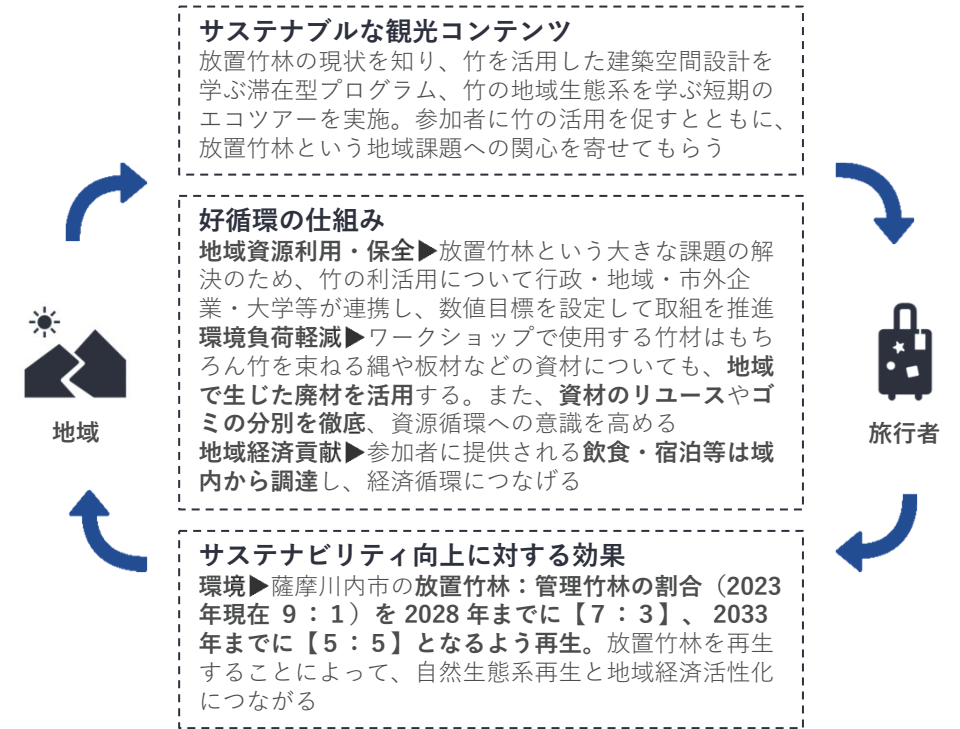 サステナブルな観光コンテンツ
放置竹林の現状を知り、竹を活用した建築空間設計を
学ぶ滞在型プログラム、竹の地域生態系を学ぶ短期の
エコツアーを実施。参加者に竹の活用を促すとともに、
放置竹林という地域課題への関心を寄せてもらう
好循環の仕組み
地域資源利用・保全▶放置竹林という大きな課題の解
決のため、竹の利活用について行政・地域・市外企
業・大学等が連携し、数値目標を設定して取組を推進
環境負荷軽減▶ワークショップで使用する竹材はもち
ろん竹を束ねる縄や板材などの資材についても、地域
で生じた廃材を活用する。また、資材のリユースやゴ
ミの分別を徹底、資源循環への意識を高める
地域経済貢献▶参加者に提供される飲食・宿泊等は域
内から調達し、経済循環につなげる
地域
旅行者
サステナビリティ向上に対する効果
環境▶薩摩川内市の放置竹林：管理竹林の割合（2023
年現在 9：1）を 2028 年までに【７：３】、 2033
年までに【５：５】となるよう再生。放置竹林を再生
することによって、自然生態系再生と地域経済活性化
につながる